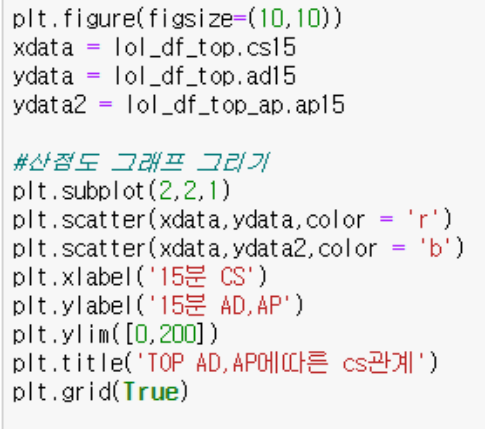 plt.figure(figsize=(10,10))
xdata = lol_df_top.cs15
ydata = lol_df_top.ad15
ydata2 = lol_df_top_ap.ap15
#산점도 그래프 그리기
plt.subplot(2,2,1)
plt.scatter(xdata,ydata,color = 'r')
plt.scatter(xdata,ydata2,color = 'b')
plt.xlabel('15분 CS')
plt.ylabel('15분 AD,AP')
plt.ylim([0,200])
plt.title('TOP AD,AP에따른 cs관계')
plt.grid(True)